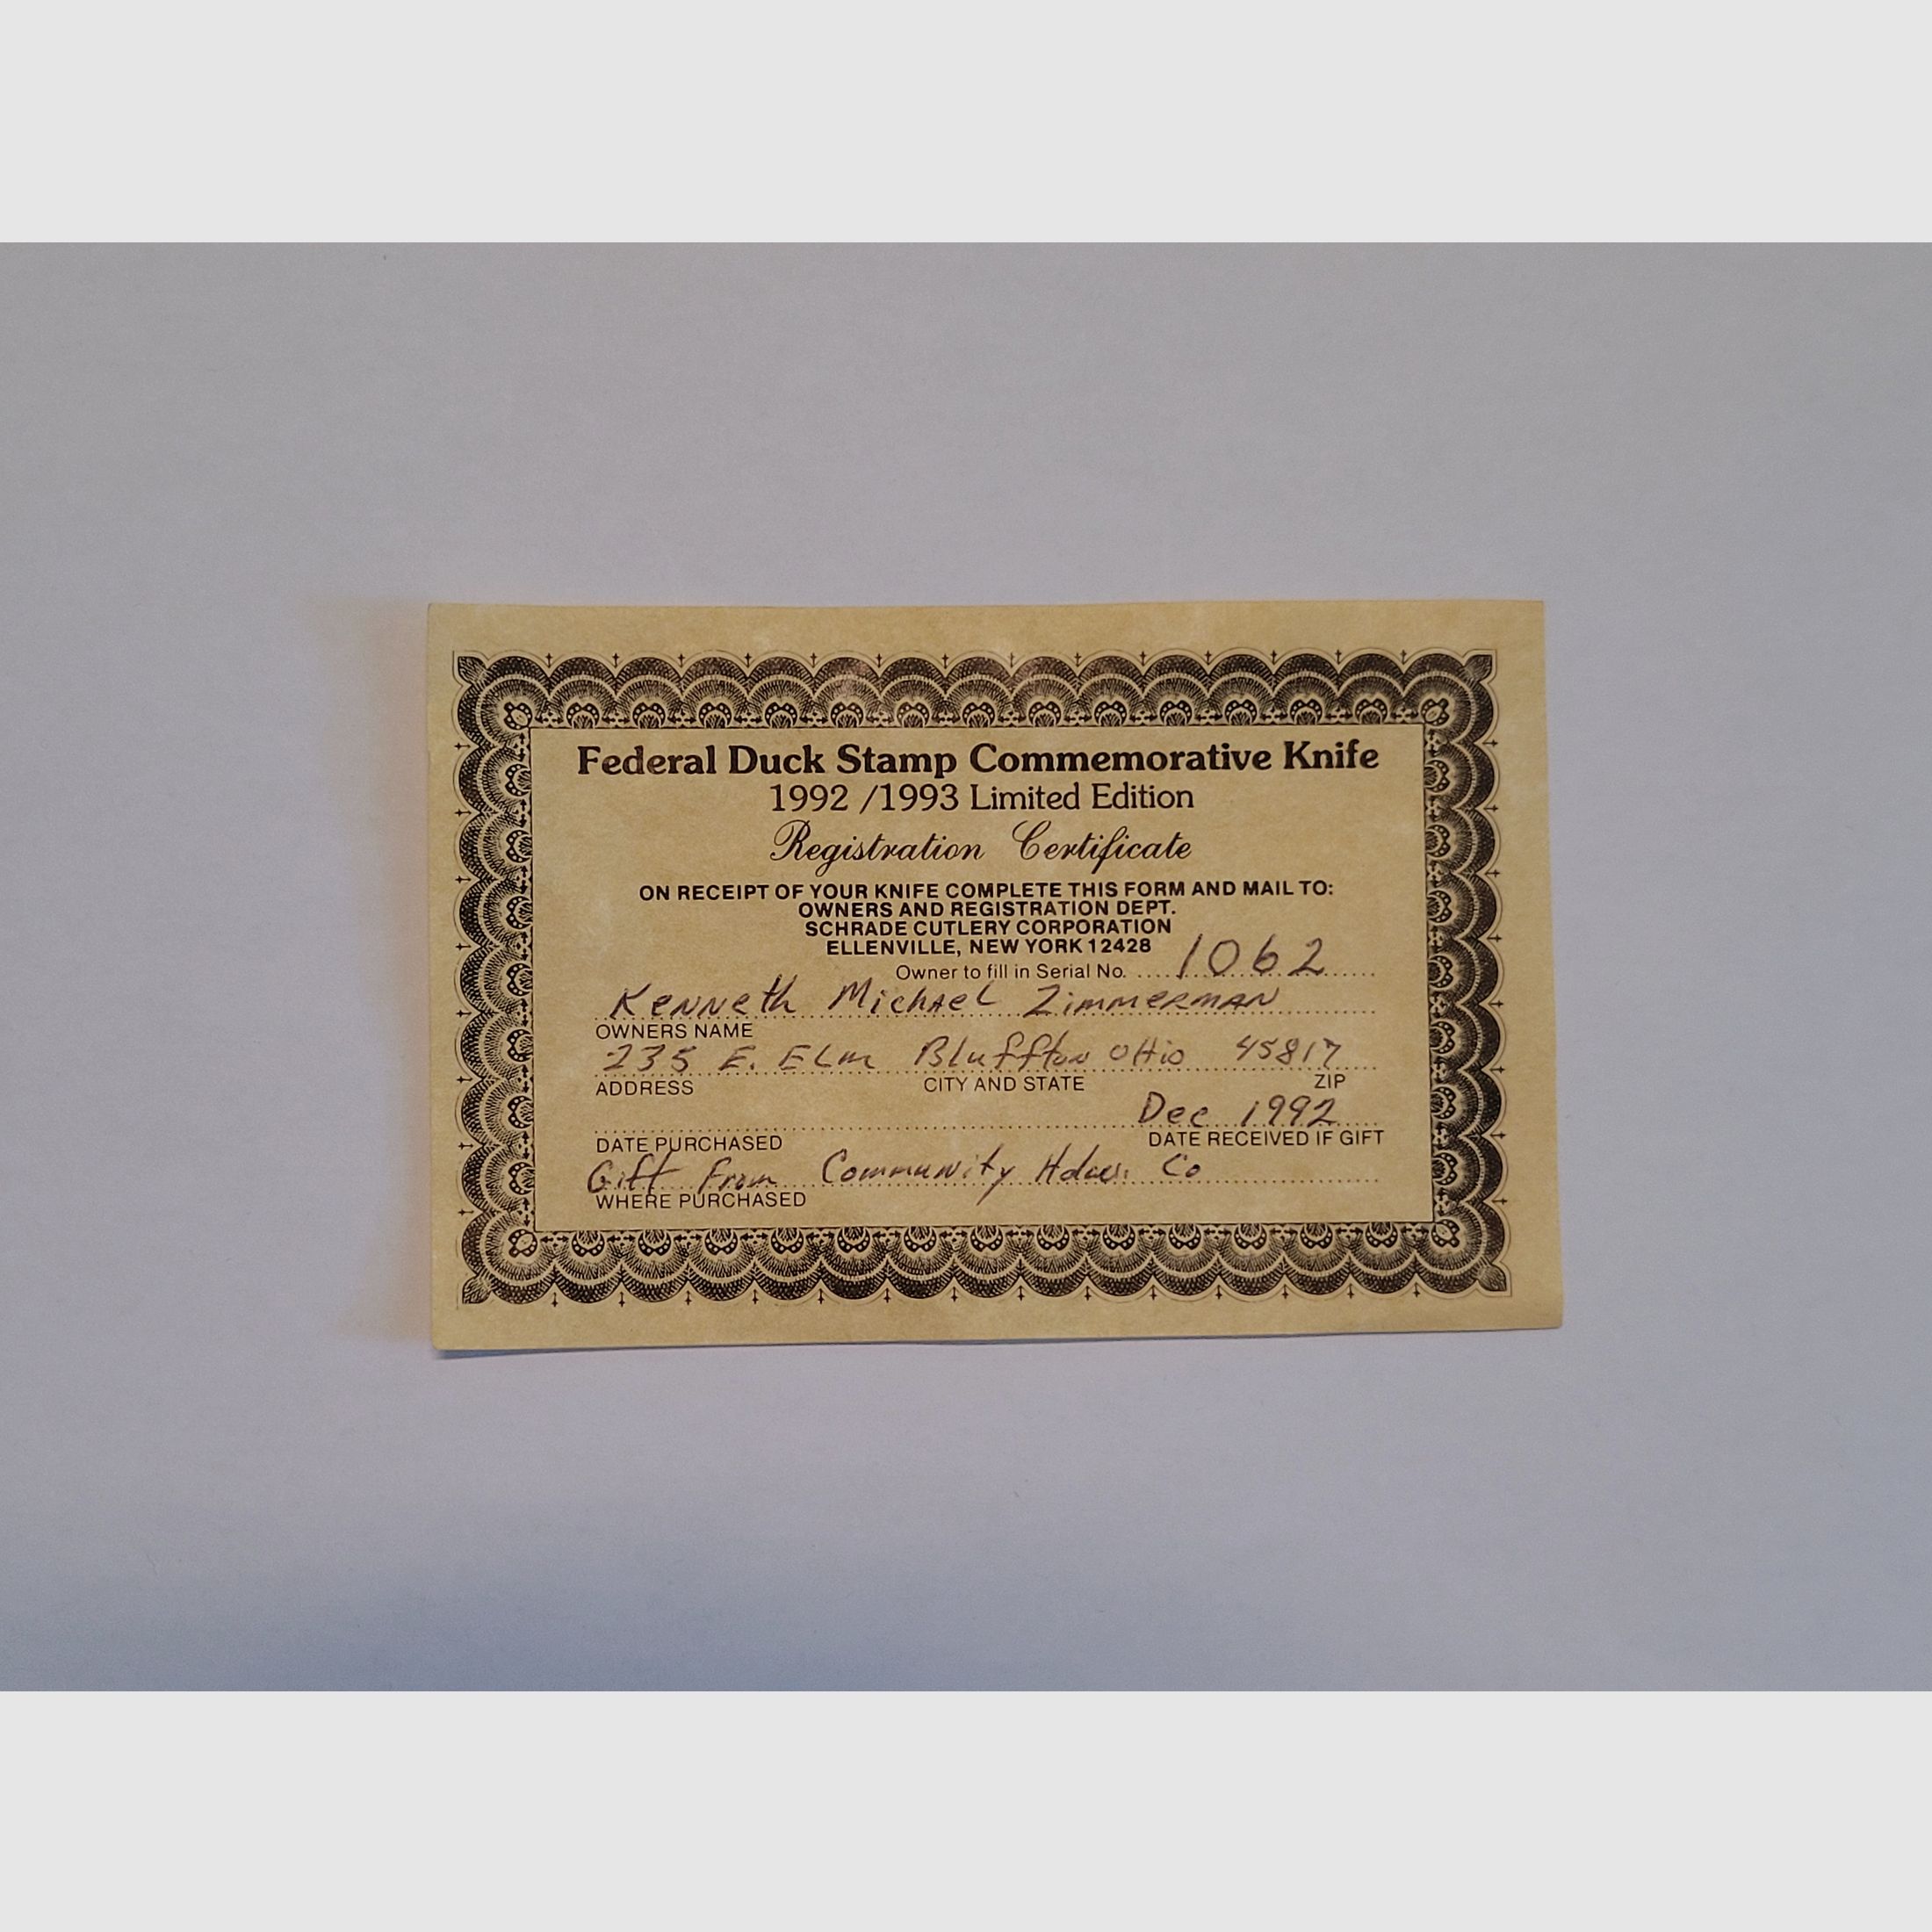 Federal Duck Stamp Commemorative Knife
1992 /1993 Limited Edition
Registration Certificate
ON RECEIPT OF YOUR KNIFE COMPLETE THIS FORM AND MAIL TO:
OWNERS AND REGISTRATION DEPT.
SCHRADE CUTLERY CORPORATION
ELLENVILLE, NEW YORK 12428
Owner to fill in Serial No. .... 1062
Kenneth Michael Zimmerman
OWNERS NAME
235 E. Elm Bluffton Ohio 45817
ADDRESS CITY AND STATE ZIP
Dec 1992
DATE PURCHASED DATE RECEIVED IF GIFT
Gift From Community Co
WHERE PURCHASED